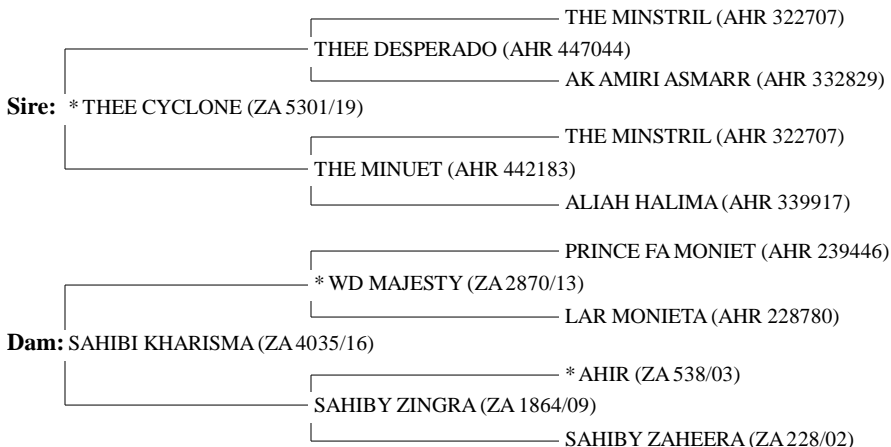 THE MINSTRIL (AHR 322707)
THEE DESPERADO (AHR 447044)
AK AMIRI ASMARR (AHR 332829)
Sire: * THEE CYCLONE (ZA 5301/19)
THE MINSTRIL (AHR 322707)
THE MINUET (AHR 442183)
ALIAH HALIMA (AHR 339917)
PRINCE FA MONIET (AHR 239446)
* WD MAJESTY (ZA 2870/13)
LAR MONIETA (AHR 228780)
Dam: SAHIBI KHARISMA (ZA 4035/16)
* AHIR (ZA 538/03)
SAHIBY ZINGRA (ZA 1864/09)
SAHIBY ZAHEERA (ZA 228/02)